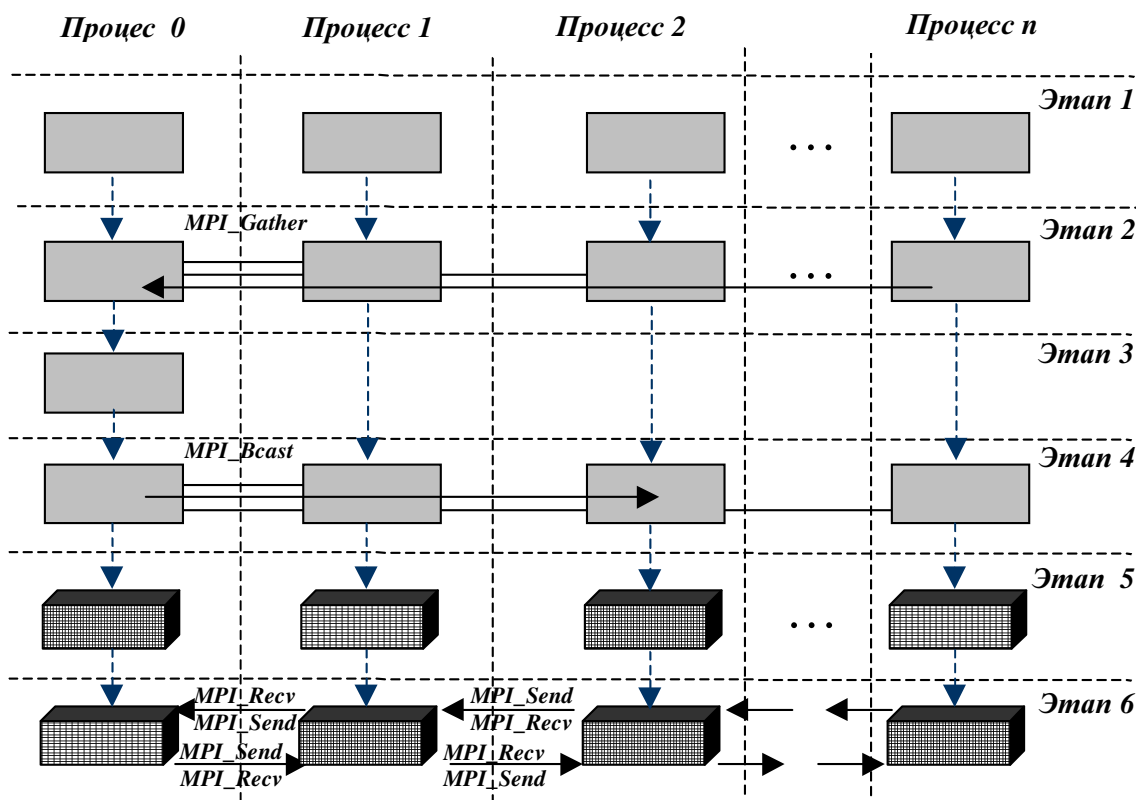 Процес 0
Процесс 1
Процесс 2
Процесс n
Этап 1
. . .
MPI_Gather
Этап 2
. . .
Этап 3
MPI_Bcast
Этап 4
Этап 5
. . .
MPI_Recv
MPI_Send
MPI_Send
MPI_Recv
MPI_Send
MPI_Recv
MPI_Recv
MPI_Send
Этап 6